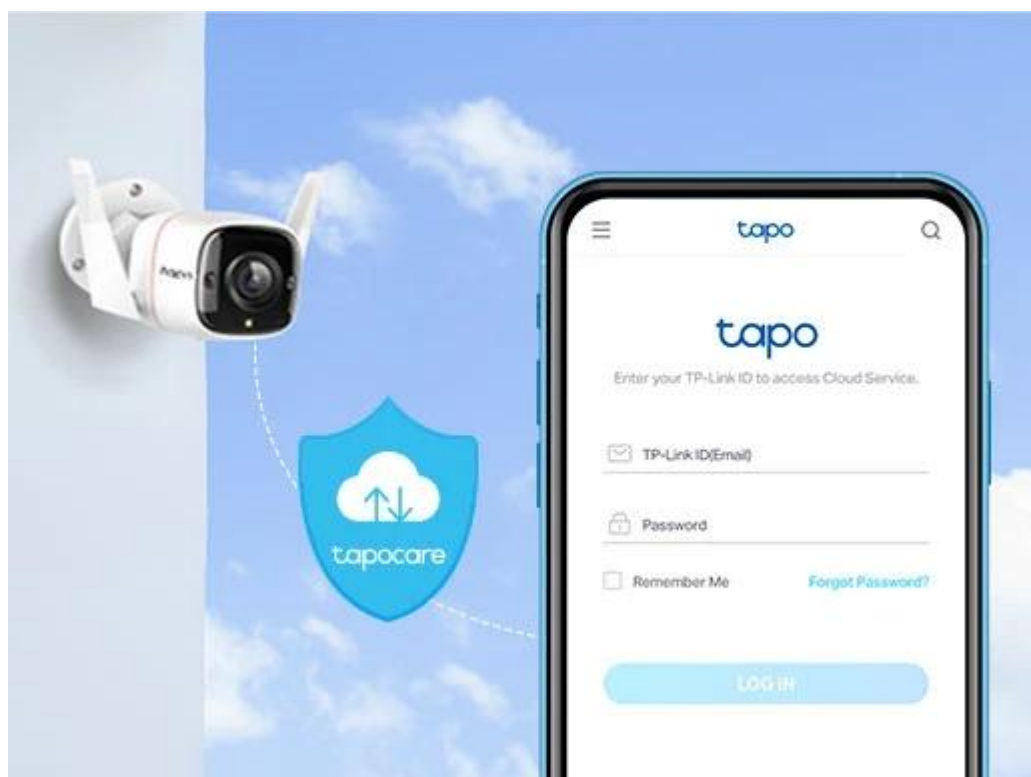 tapo
tapo
Enter your TP-Link ID to access Cloud Service.
TP-Link ID(Email)
Password
Remember Me
Forgot Password?
LOG IN
tapocare